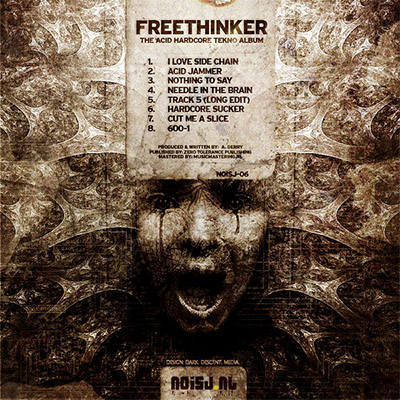 FREETHINKER
THE ACID HARDCORE TEKNO ALBUM
1. I LOVE SIDE CHAIN
2. ACID JAMMER
3. NOTHING TO SAY
4. NEEDLE IN THE BRAIN
5. TRACK 5 (LONG EDIT)
6. HARDCORE SUCKER
7. CUT ME A SLICE
8. 600-1
PRODUCED & WRITTEN BY: A. DERRY
PUBLISHED BY: ZERO TOLERANCE PUBLISHING
MASTERED BY: MUSICMASTERING.NL
NOISJ-06
DESIGN: DARK. DESCENT. MEDIA.
NOISJ.NL